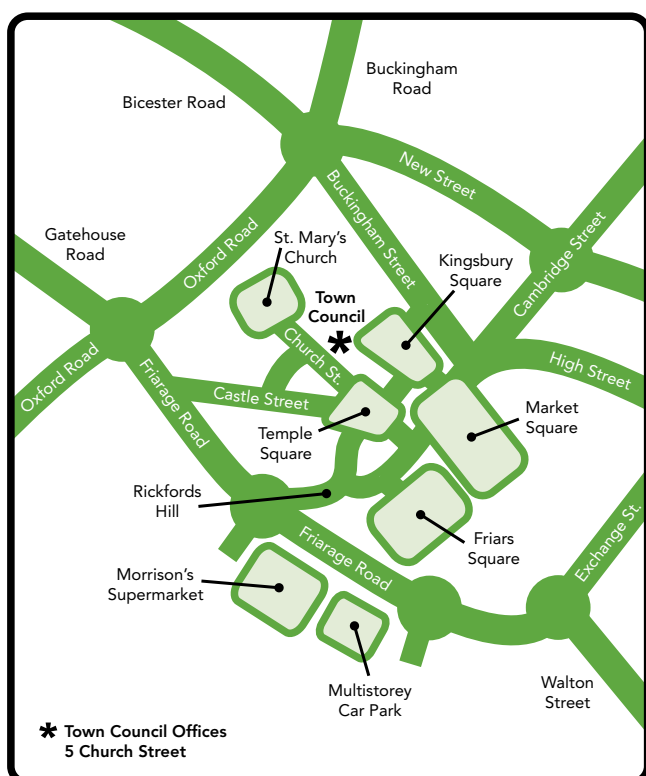 Buckingham
Road
Bicester Road
New Street
Buckingham Street
Gatehouse
Road
Oxford Road
St. Mary's
Church
Kingsbury
Square
Cambridge Street
Town
Council
*
Church St.
High Street
Oxford Road
Friarage Road
Castle Street
Market
Square
Temple
Square
Rickfords
Hill
Friars
Square
Exchange St.
Friarage Road
Morrison's
Supermarket
Multistorey
Car Park
Walton
Street
* Town Council Offices
5 Church Street